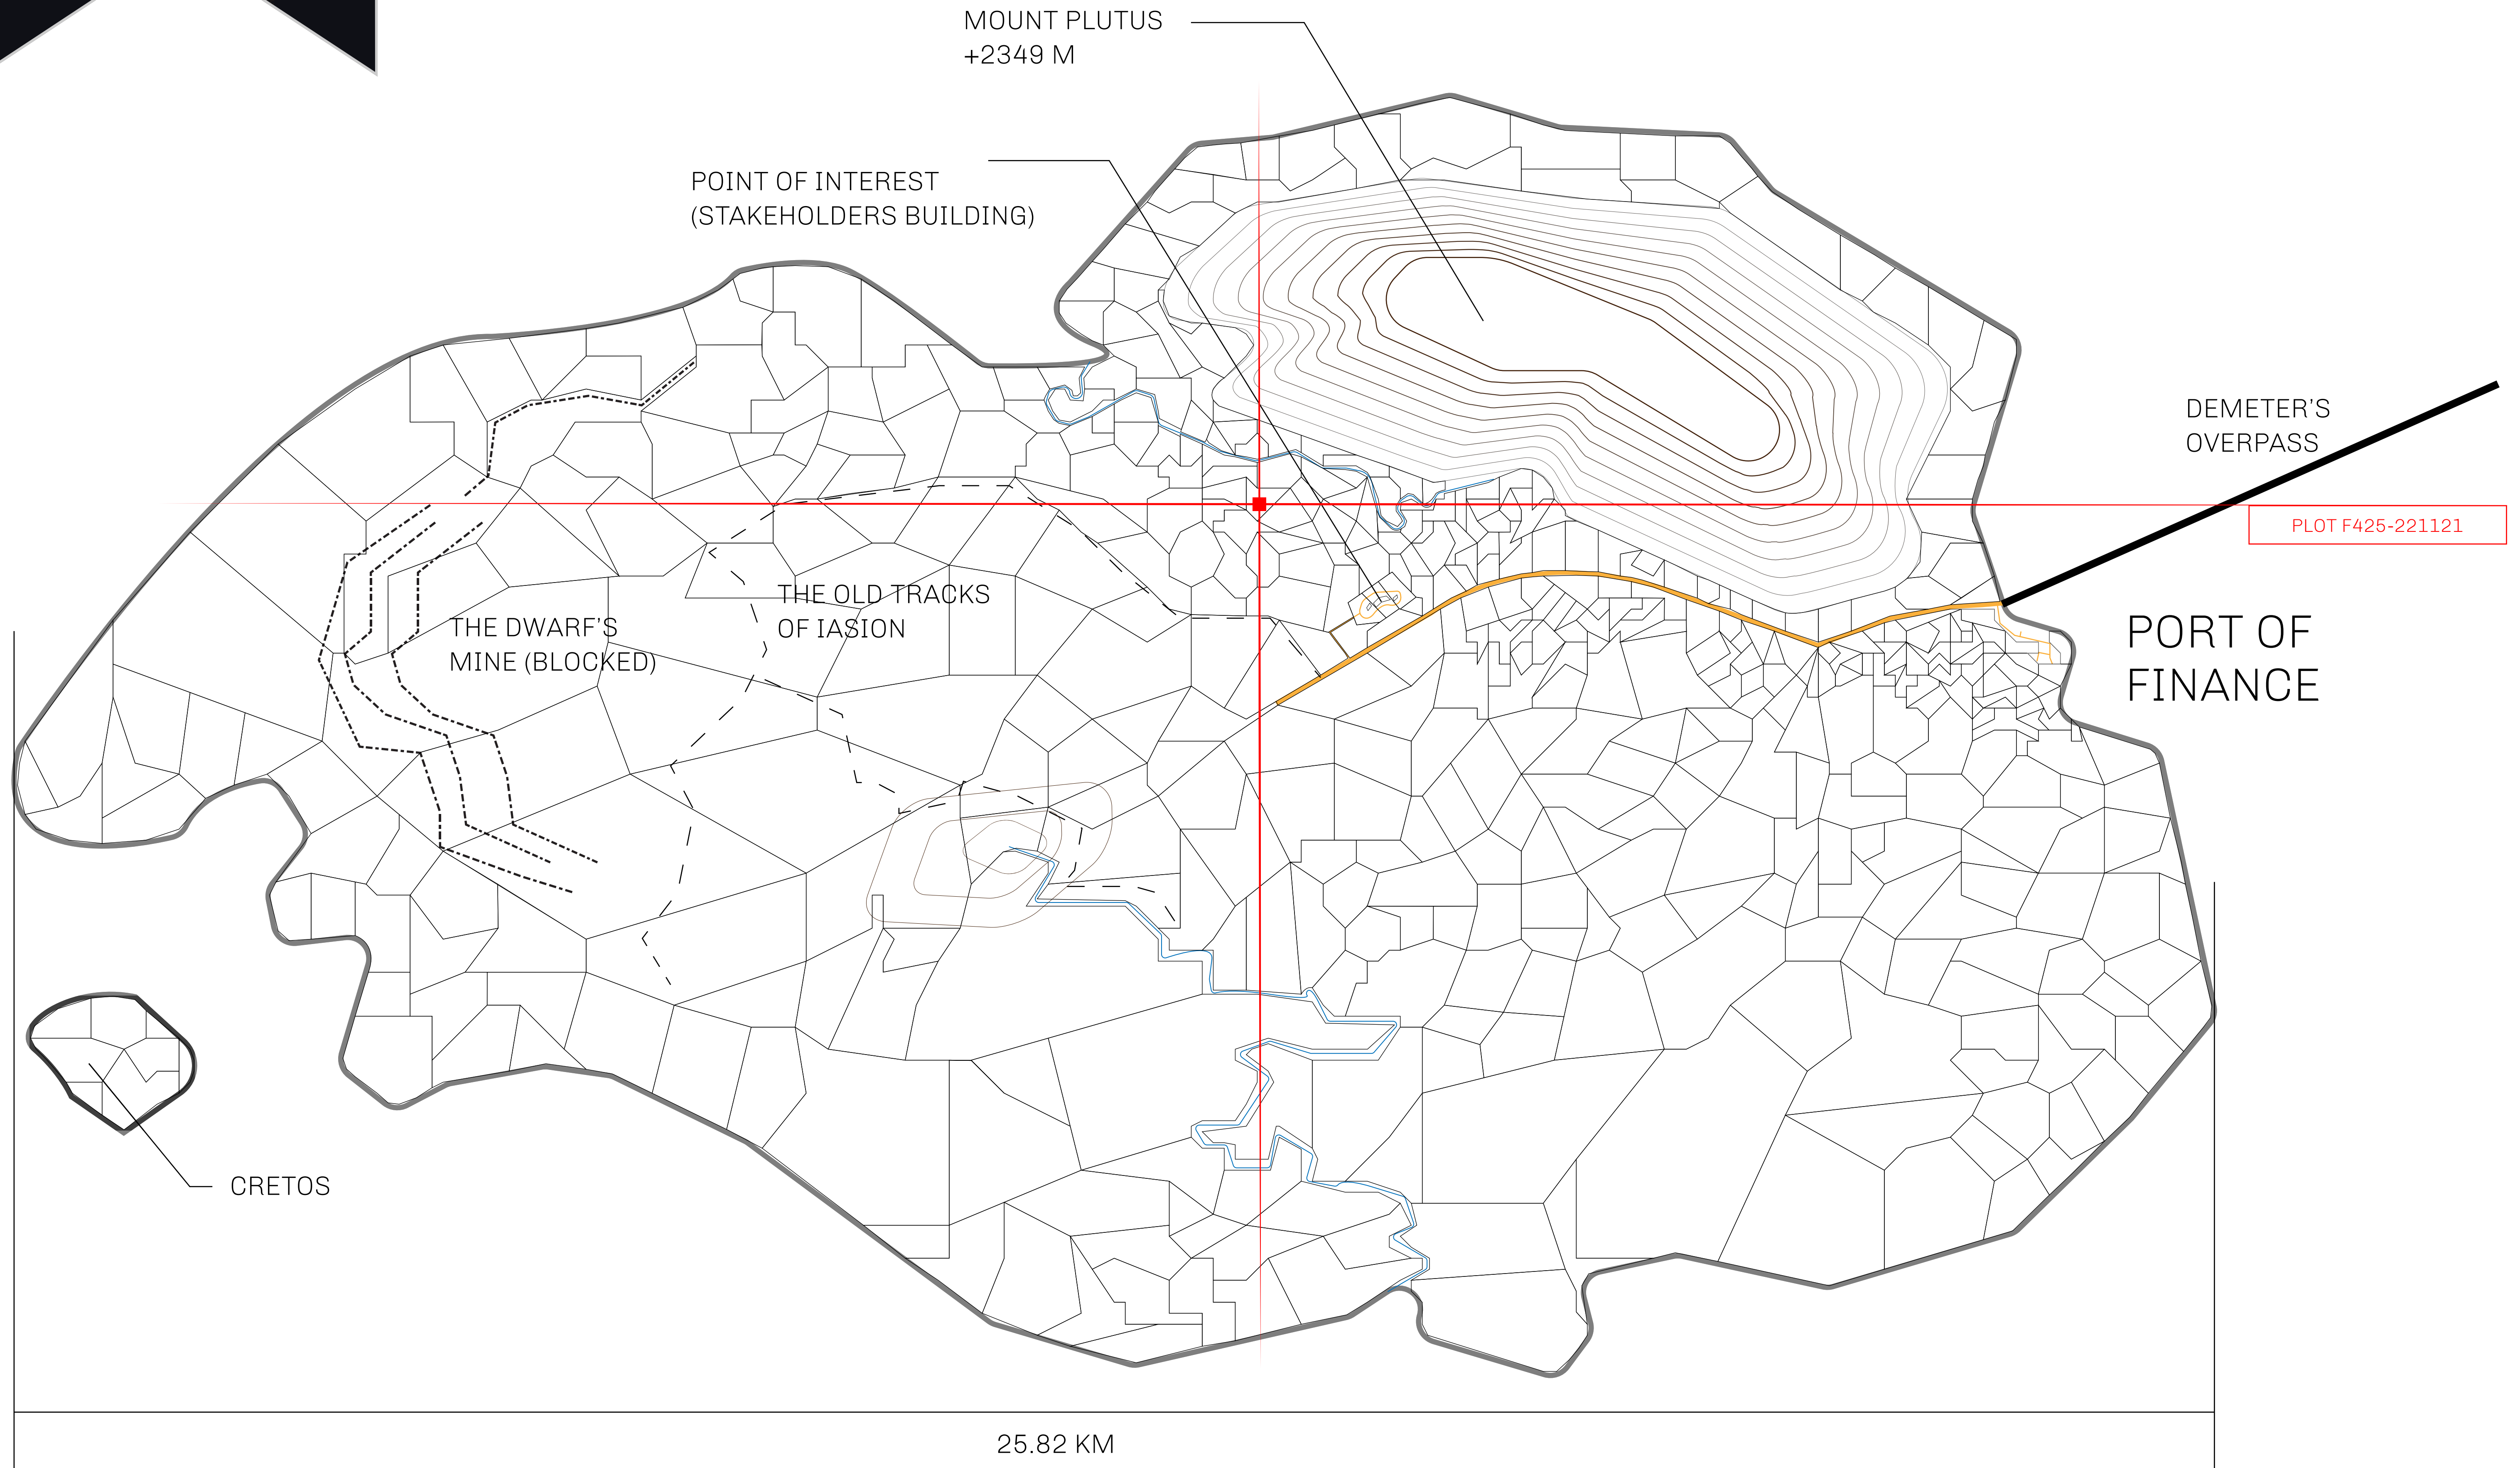 MOUNT PLUTUS
+2349 M
POINT OF INTEREST
(STAKEHOLDERS BUILDING)
DEMETER'S
OVERPASS
PLOT F425-221121
THE OLD TRACKS
OF IASION
THE DWARF'S
MINE (BLOCKED)
PORT OF
FINANCE
CRETOS
25.82 KM